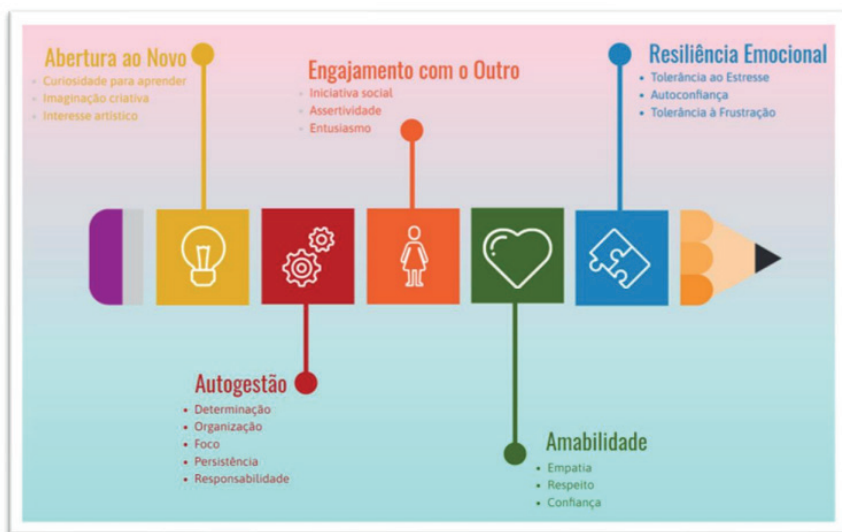 Abertura ao Novo
Curiosidade para aprender
Imaginação criativa
Interesse artístico
Engajamento com o Outro
Iniciativa social
Assertividade
Entusiasmo
Resiliência Emocional
Tolerância ao Estresse
Autoconfiança
Tolerância à Frustração
Autogestão
Determinação
Organização
Foco
Persistência
Responsabilidade
Amabilidade
Empatia
Respeito
Confiança